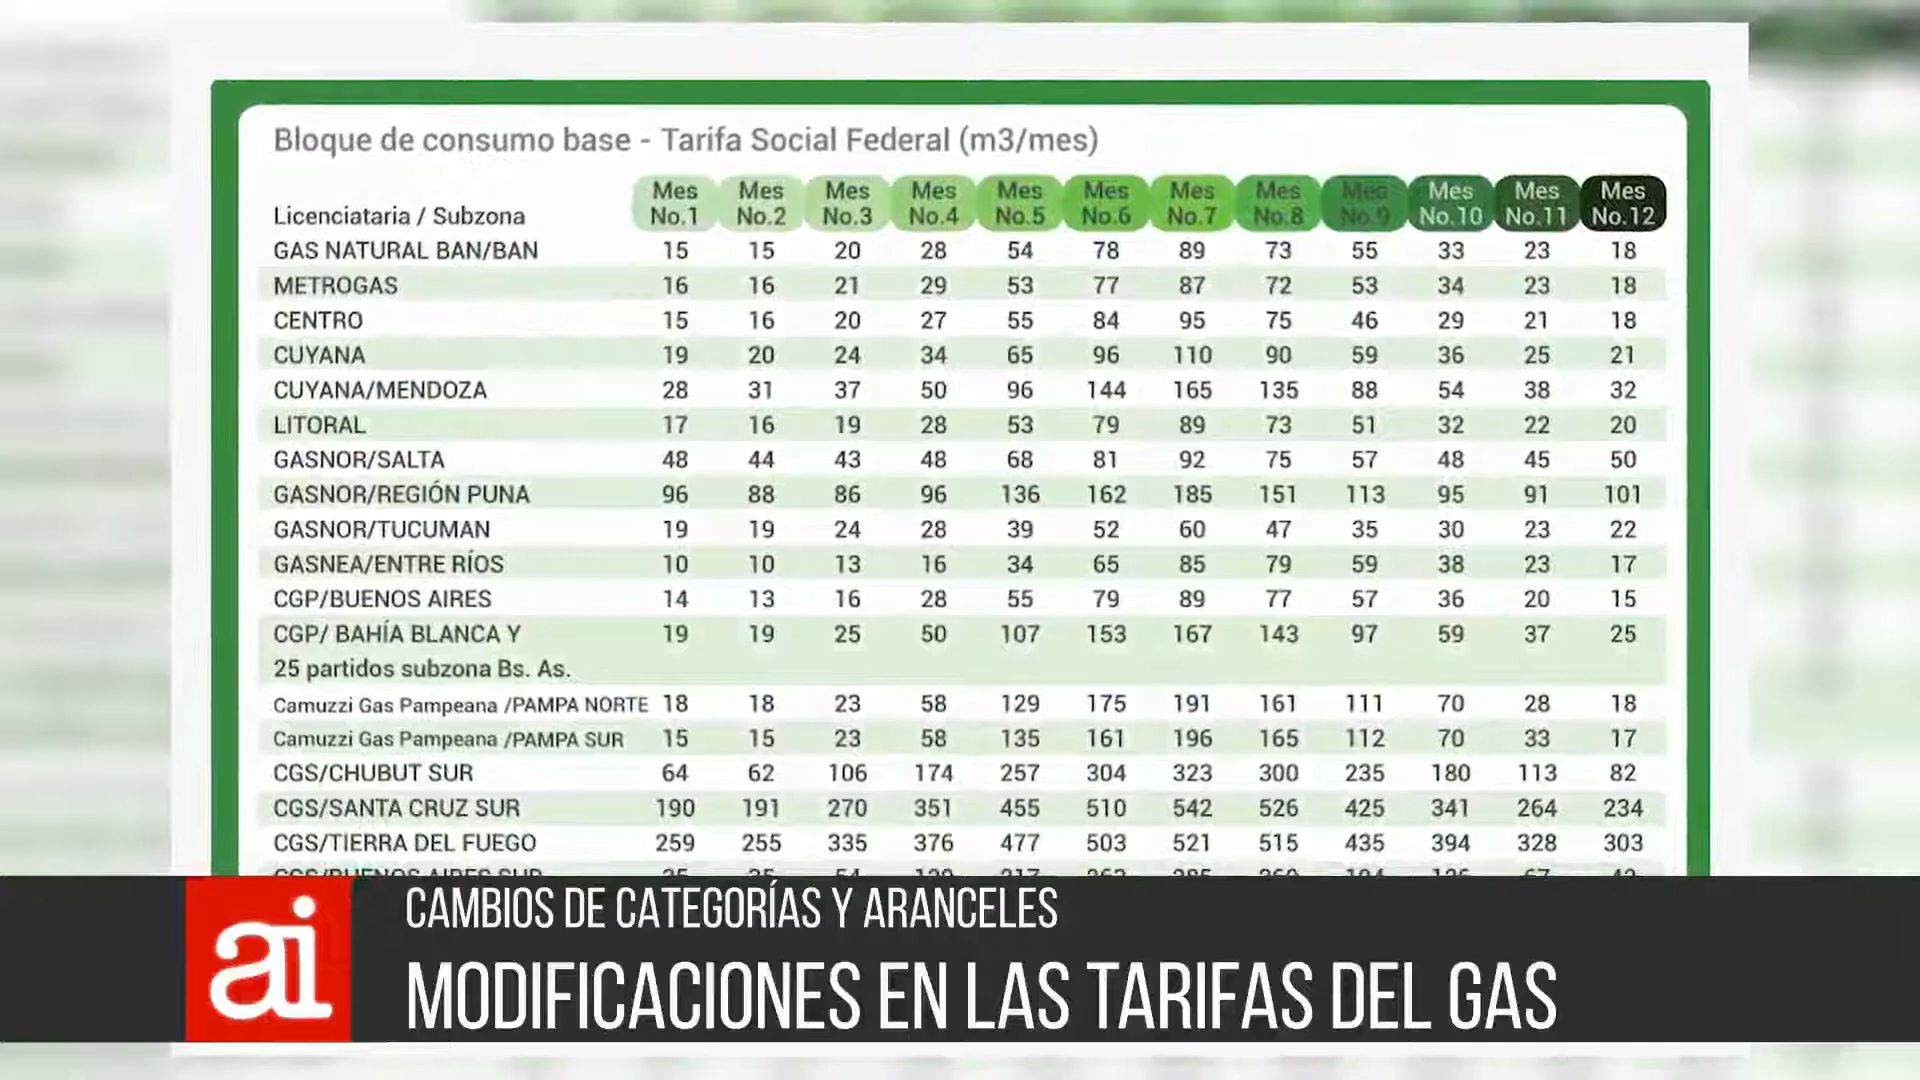 Bloque de consumo base - Tarifa Social Federal (m3/mes)
Licenciataria / Subzona Mes No.1 Mes No.2 Mes No.3 Mes No.4 Mes No.5 Mes No.6 Mes No.7 Mes No.8 Mes No.9 Mes No.10 Mes No.11 Mes No.12
GAS NATURAL BAN/BAN 15 15 20 28 54 78 89 73 55 33 23 18
METROGAS 16 16 21 29 53 77 87 72 53 34 23 18
CENTRO 15 16 20 27 55 84 95 75 46 29 21 18
CUYANA 19 20 24 34 65 96 110 90 59 36 25 21
CUYANA/MENDOZA 28 31 37 50 96 144 165 135 88 54 38 32
LITORAL 17 16 19 28 53 79 89 73 51 32 22 20
GASNOR/SALTA 48 44 43 48 68 81 92 75 57 48 45 50
GASNOR/REGIÓN PUNA 96 88 86 96 136 162 185 151 113 95 91 101
GASNOR/TUCUMAN 19 19 24 28 39 52 60 47 35 30 23 22
GASNEA/ENTRE RÍOS 10 10 13 16 34 65 85 79 59 38 23 17
CGP/BUENOS AIRES 14 13 16 28 55 79 89 77 57 36 20 15
CGP/ BAHÍA BLANCA Y 19 19 25 50 107 153 167 143 97 59 37 25
25 partidos subzona Bs. As.
Camuzzi Gas Pampeana /PAMPA NORTE 18 18 23 58 129 175 191 161 111 70 28 18
Camuzzi Gas Pampeana /PAMPA SUR 15 15 23 58 135 161 196 165 112 70 33 17
CGS/CHUBUT SUR 64 62 106 174 257 304 323 300 235 180 113 82
CGS/SANTA CRUZ SUR 190 191 270 351 455 510 542 526 425 341 264 234
CGS/TIERRA DEL FUEGO 259 255 335 376 477 503 521 515 435 394 328 303
CGS/BUENOS AIRES SUR
ai
CAMBIOS DE CATEGORÍAS Y ARANCELES
MODIFICACIONES EN LAS TARIFAS DEL GAS